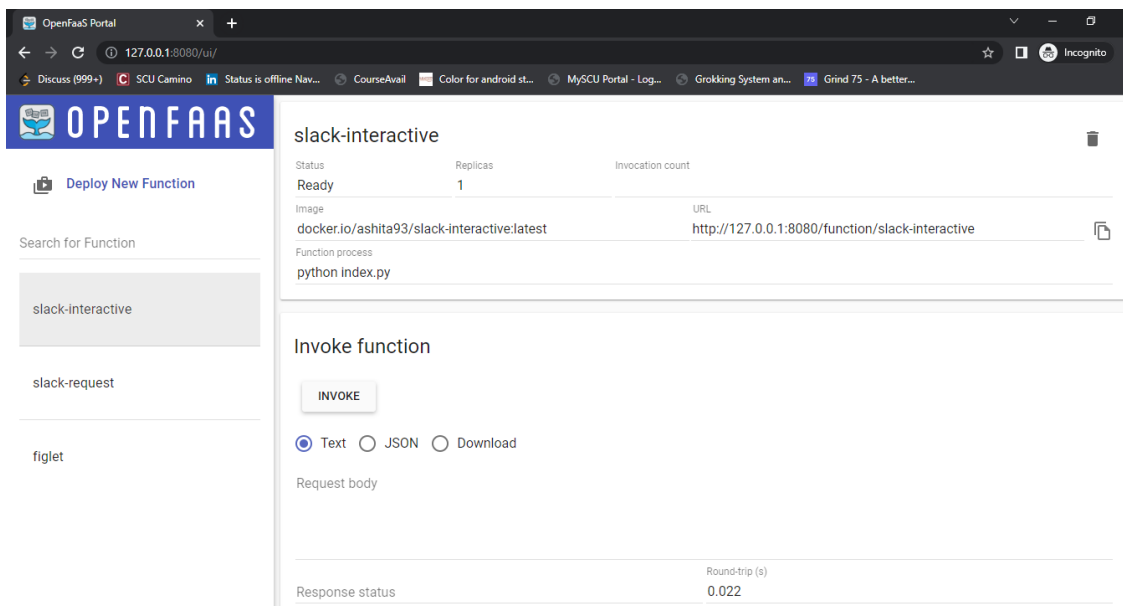 OpenFaaS Portal
127.0.0.1:8080/ui/
Incognito
Discuss (999+) SCU Camino Status is offline Nav... CourseAvail Color for android st... MySCU Portal - Log... Grokking System an... 75 Grind 75 - A better...
OPENFAAS
Deploy New Function
Search for Function
slack-interactive
slack-request
figlet
slack-interactive
Status Replicas Invocation count
Ready 1
Image URL
docker.io/ashita93/slack-interactive:latest http://127.0.0.1:8080/function/slack-interactive
Function process
python index.py
Invoke function
INVOKE
Text JSON Download
Request body
Round-trip (s)
Response status 0.022